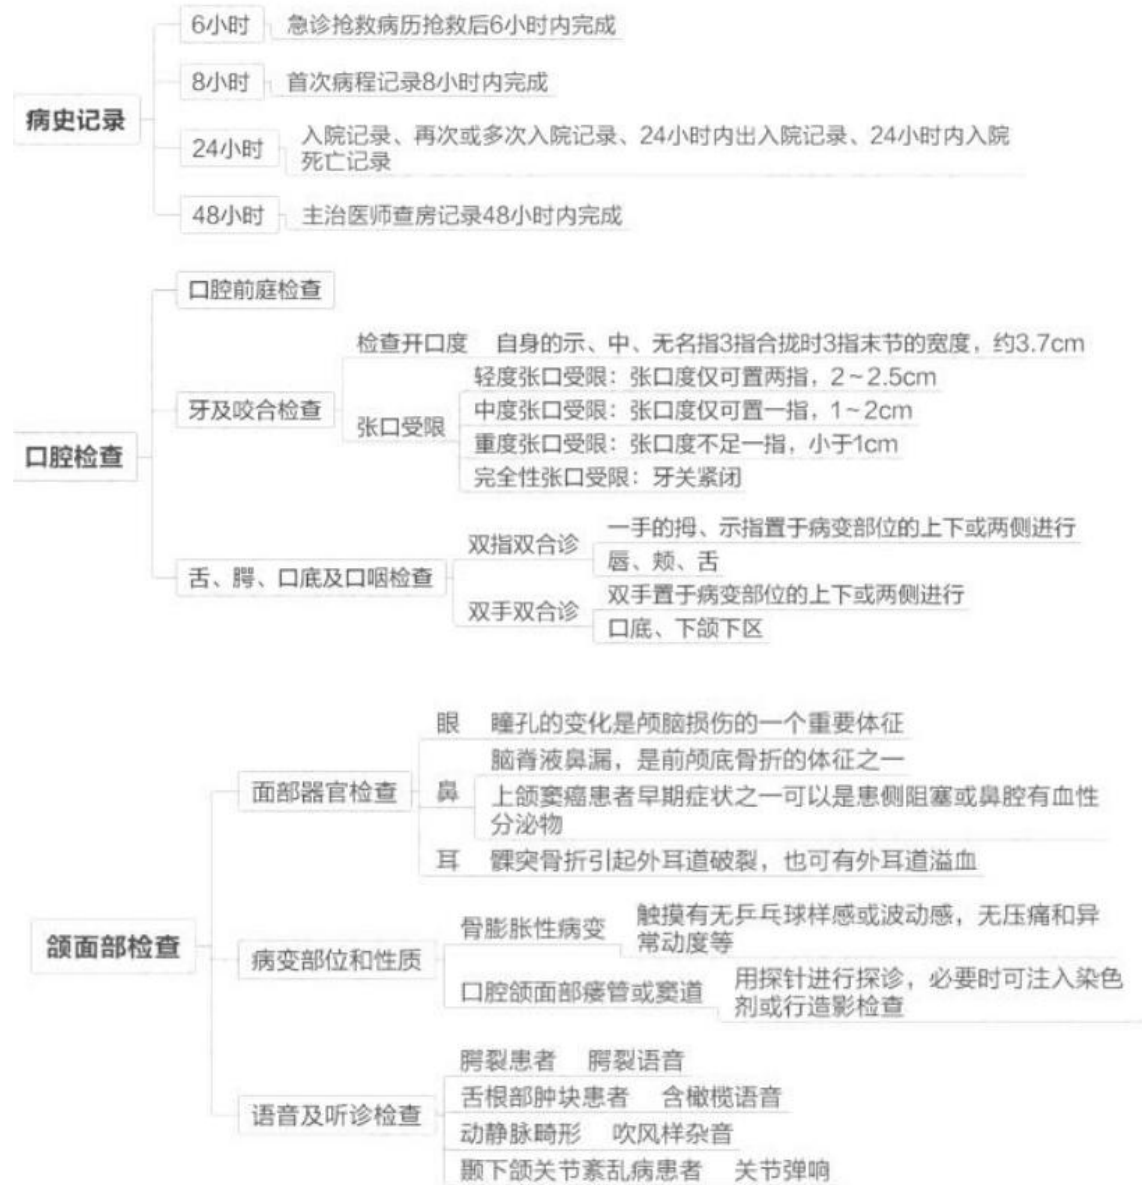 病史记录
6小时
急诊抢救病历抢救后6小时内完成
8小时
首次病程记录8小时内完成
24小时
入院记录、再次或多次入院记录、24小时内出入院记录、24小时内入院
死亡记录
48小时
主治医师查房记录48小时内完成
口腔检查
口腔前庭检查
牙及咬合检查
检查开口度 自身的示、中、无名指3指合拢时3指末节的宽度，约3.7cm
张口受限
轻度张口受限：张口度仅可置两指，2~2.5cm
中度张口受限：张口度仅可置一指，1~2cm
重度张口受限：张口度不足一指，小于1cm
完全性张口受限：牙关紧闭
舌、腭、口底及口咽检查
双指双合诊
一手的拇、示指置于病变部位的上下或两侧进行
唇、颊、舌
双手双合诊
双手置于病变部位的上下或两侧进行
口底、下颌下区
颌面部检查
面部器官检查
眼 瞳孔的变化是颅脑损伤的一个重要体征
鼻
脑脊液鼻漏，是前颅底骨折的体征之一
上颌窦癌患者早期症状之一可以是患侧阻塞或鼻腔有血性
分泌物
耳 髁突骨折引起外耳道破裂，也可有外耳道溢血
病变部位和性质
骨膨胀性病变
触摸有无乒乓球样感或波动感，无压痛和异
常动度等
口腔颌面部瘘管或窦道
用探针进行探诊，必要时可注入染色
剂或行造影检查
语音及听诊检查
腭裂患者 腭裂语音
舌根部肿块患者 含橄榄语音
动静脉畸形 吹风样杂音
颞下颌关节紊乱病患者 关节弹响